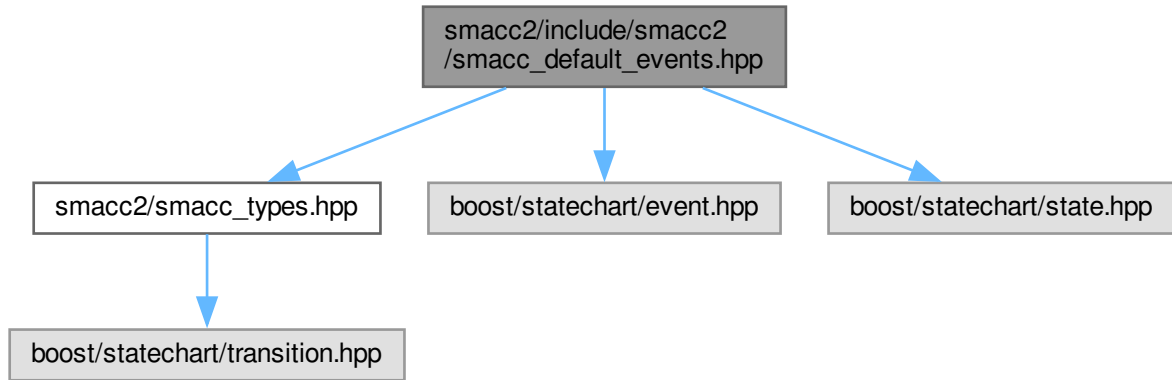 smacc2/include/smacc2
/smacc_default_events.hpp
smacc2/smacc_types.hpp
boost/statechart/event.hpp
boost/statechart/state.hpp
boost/statechart/transition.hpp